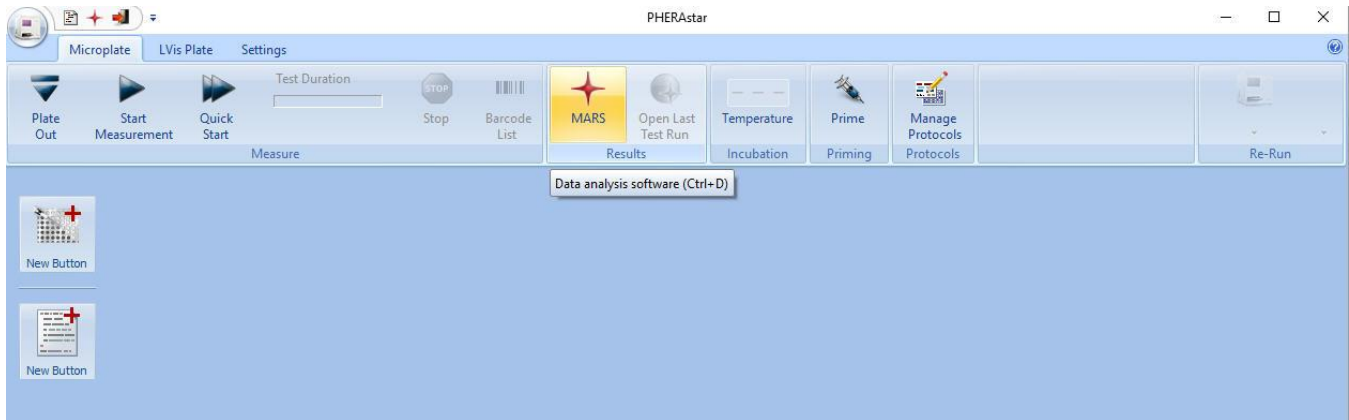 PHERAstar
Microplate
LVis Plate
Settings
Plate
Out
Start
Measurement
Quick
Start
Test Duration
STOP
Stop
Barcode
List
MARS
Open Last
Test Run
Temperature
Prime
Manage
Protocols
Measure
Results
Incubation
Priming
Protocols
Re-Run
Data analysis software (Ctrl+D)
New Button
New Button